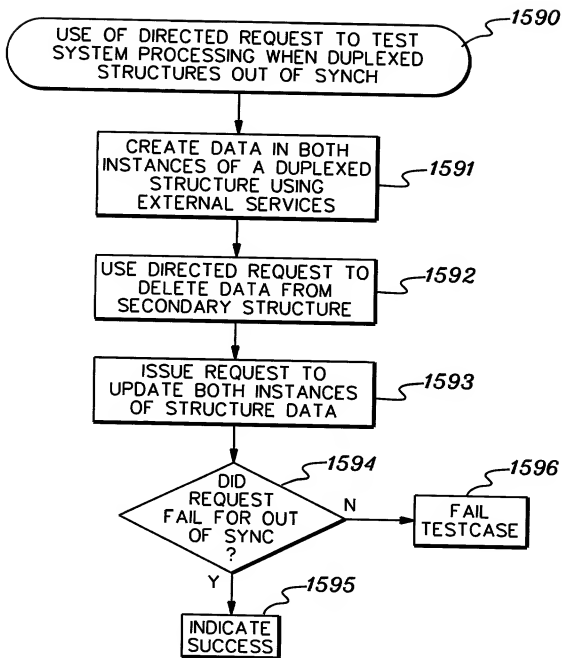 1590
USE OF DIRECTED REQUEST TO TEST
SYSTEM PROCESSING WHEN DUPLEXED
STRUCTURES OUT OF SYNCH
CREATE DATA IN BOTH
INSTANCES OF A DUPLEXED
STRUCTURE USING
EXTERNAL SERVICES
1591
USE DIRECTED REQUEST TO
DELETE DATA FROM
SECONDARY STRUCTURE
1592
ISSUE REQUEST TO
UPDATE BOTH INSTANCES
OF STRUCTURE DATA
1593
1594
DID
REQUEST
FAIL FOR OUT
OF SYNC
?
N
1596
FAIL
TESTCASE
Y
1595
INDICATE
SUCCESS